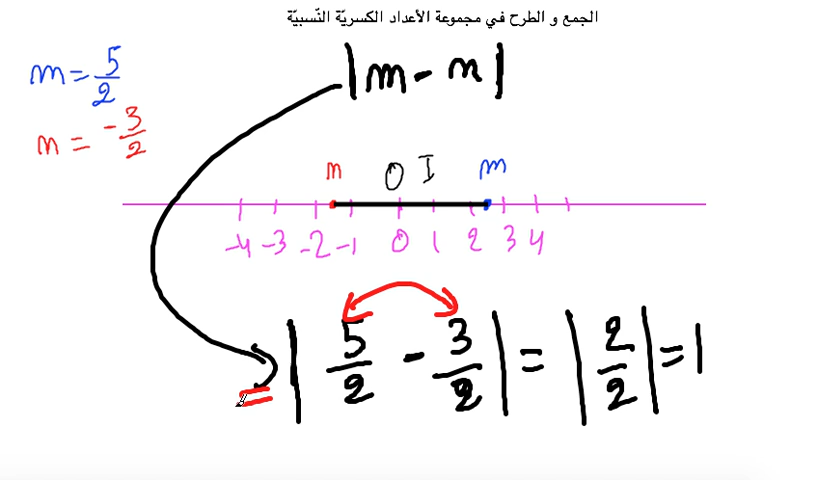 الجمع و الطرح في مجموعة الأعداد الكسريّة النّسبيّة
m = 5/2
|m - n|
n = -3/2
n O I m
-4 -3 -2 -1 0 1 2 3 4
= | 5/2 - 3/2 | = | 2/2 | = 1